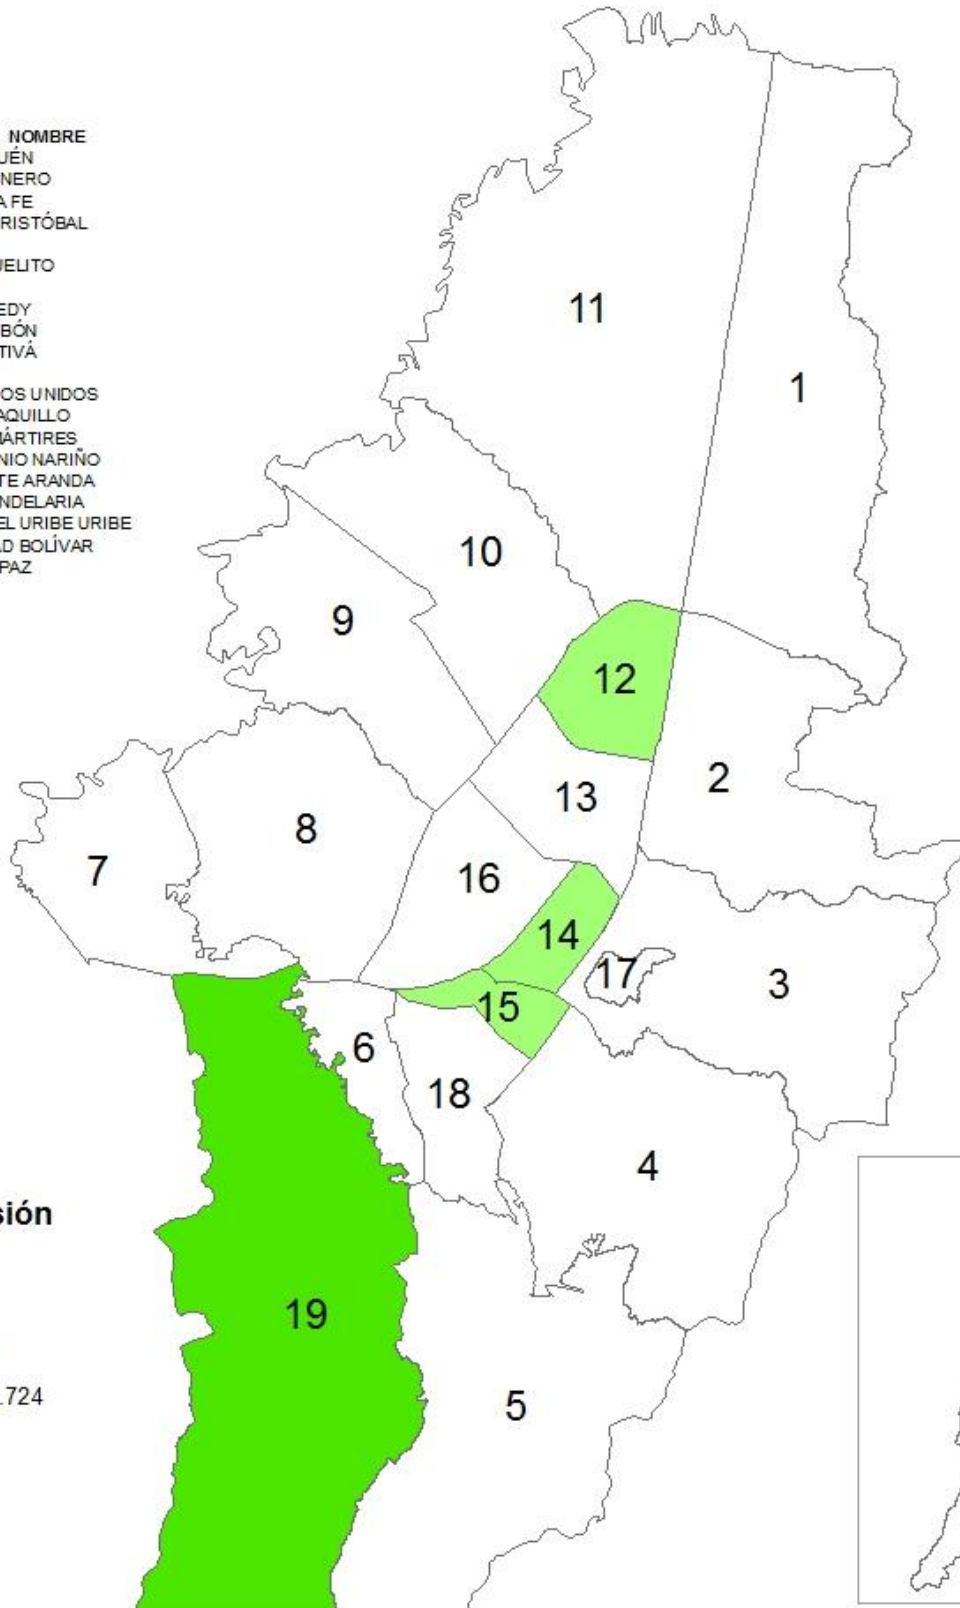 NOMBRE
UÉN
NERO
A FE
RISTÓBAL
UELITO
EDY
BÓN
TIVÁ
OS UNIDOS
AQUILLO
MÁRTIRES
NIO NARIÑO
TE ARANDA
NDELARIA
EL URIBE URIBE
AD BOLÍVAR
PAZ
11
1
10
9
12
2
13
8
7
16
14
17
3
15
6
18
4
sión
19
.724
5